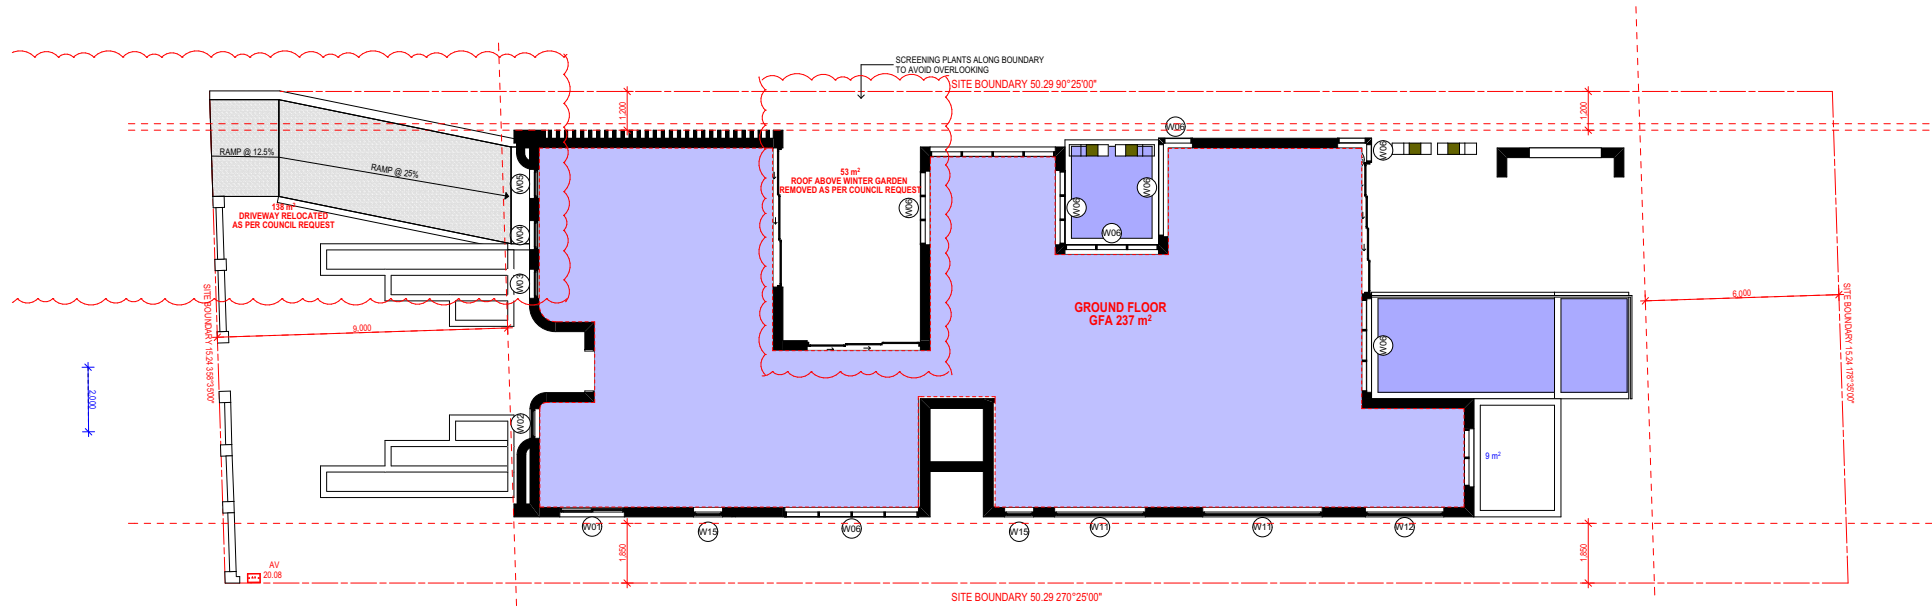 SCREENING PLANTS ALONG BOUNDARY
TO AVOID OVERLOOKING
SITE BOUNDARY 50.29 90°25'00"
1,200
1,200
W06
RAMP @ 12.5%
RAMP @ 25%
138 m²
DRIVEWAY RELOCATED
AS PER COUNCIL REQUEST
53 m²
ROOF ABOVE WINTER GARDEN
REMOVED AS PER COUNCIL REQUEST
W05
W04
W03
W02
W06
W06
W06
W06
W06
W06
GROUND FLOOR
GFA 237 m²
9,000
6,000
SITE BOUNDARY 15.24 358°35'00"
SITE BOUNDARY 15.24 178°35'00"
2,000
9 m²
W01
W15
W06
W15
W11
W11
W12
1,850
1,850
AV
20.08
SITE BOUNDARY 50.29 270°25'00"